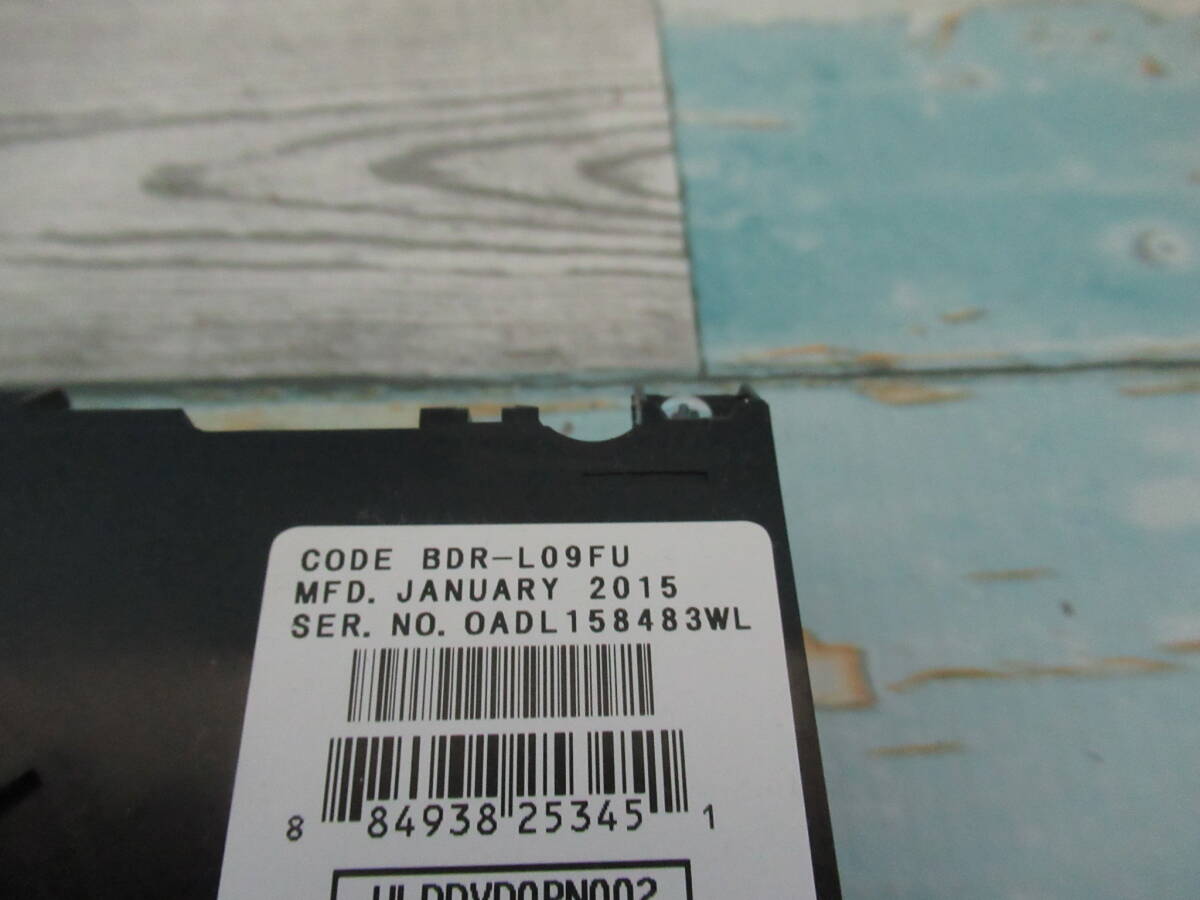 CODE BDR-L09FU
MFD. JANUARY 2015
SER. NO. OADL158483WL
8 84938 25345 1